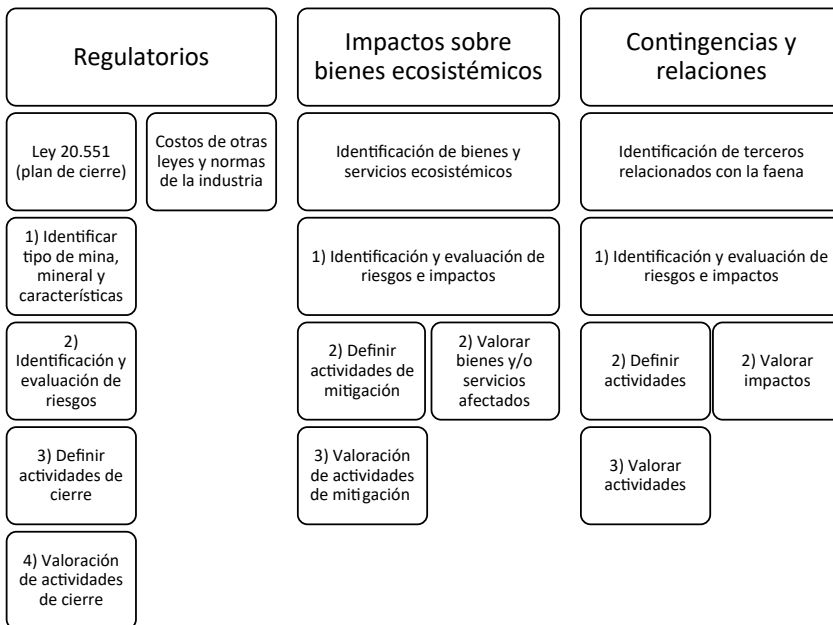 Regulatorios
Impactos sobre
bienes ecosistémicos
Contingencias y
relaciones
Ley 20.551
(plan de cierre)
Costos de otras
leyes y normas
de la industria
Identificación de bienes y
servicios ecosistémicos
Identificación de terceros
relacionados con la faena
1) Identificar
tipo de mina,
mineral y
características
1) Identificación y evaluación de
riesgos e impactos
1) Identificación y evaluación de
riesgos e impactos
2)
Identificación y
evaluación de
riesgos
2) Definir
actividades de
mitigación
2) Valorar
bienes y/o
servicios
afectados
2) Definir
actividades
2) Valorar
impactos
3) Definir
actividades de
cierre
3) Valoración
de actividades
de mitigación
3) Valorar
actividades
4) Valoración
de actividades
de cierre